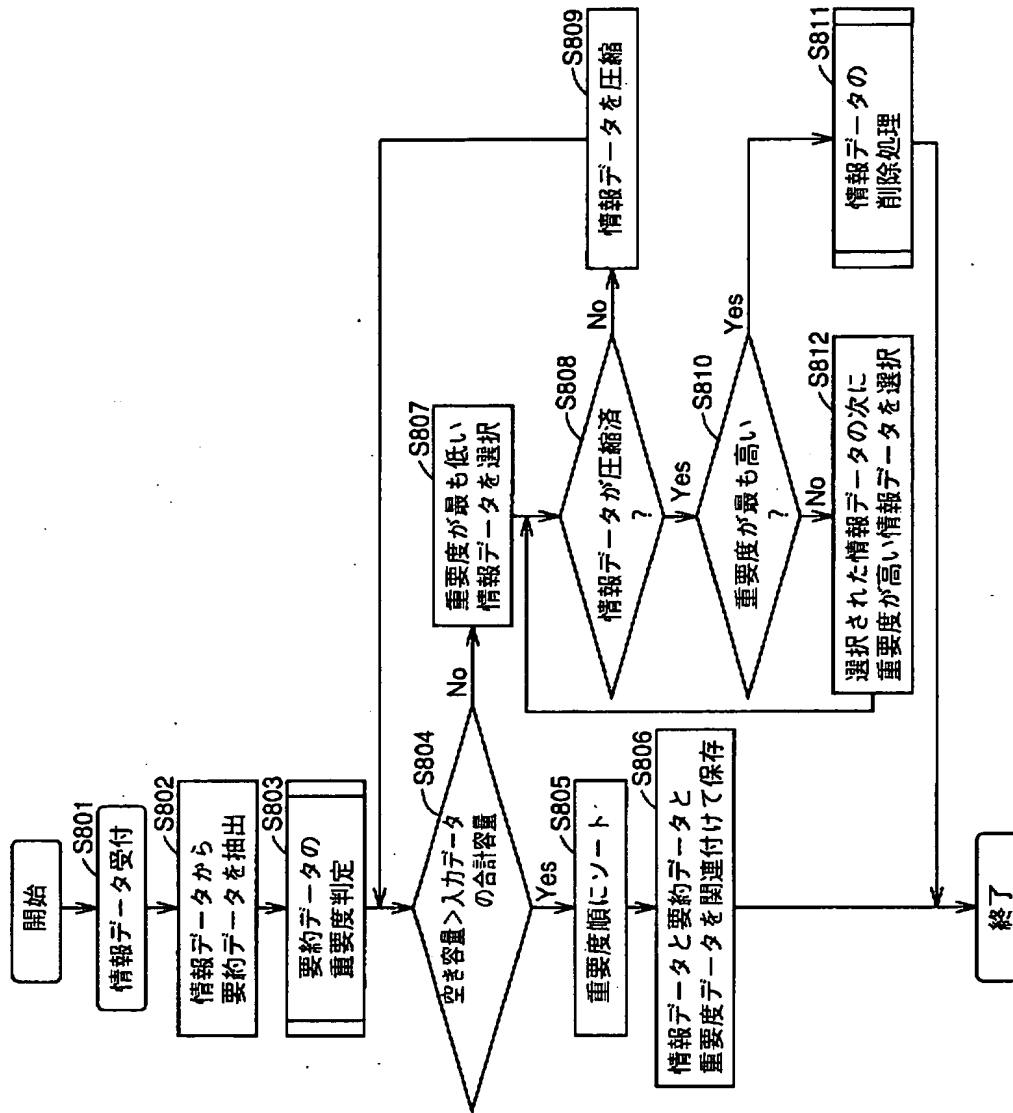 開始
S801
情報データ受付
S802
情報データから
要約データを抽出
S803
要約データの
重要度判定
S804
空き容量>入力データ
の合計容量
No
Yes
S805
重要度順にソート
S806
情報データと要約データと
重要度データを関連付けて保存
終了
S807
重要度が最も低い
情報データを選択
S808
情報データが圧縮済
?
No
Yes
S809
情報データを圧縮
S810
重要度が最も高い
?
Yes
No
S811
情報データの
削除処理
S812
選択された情報データの次に
重要度が高い情報データを選択